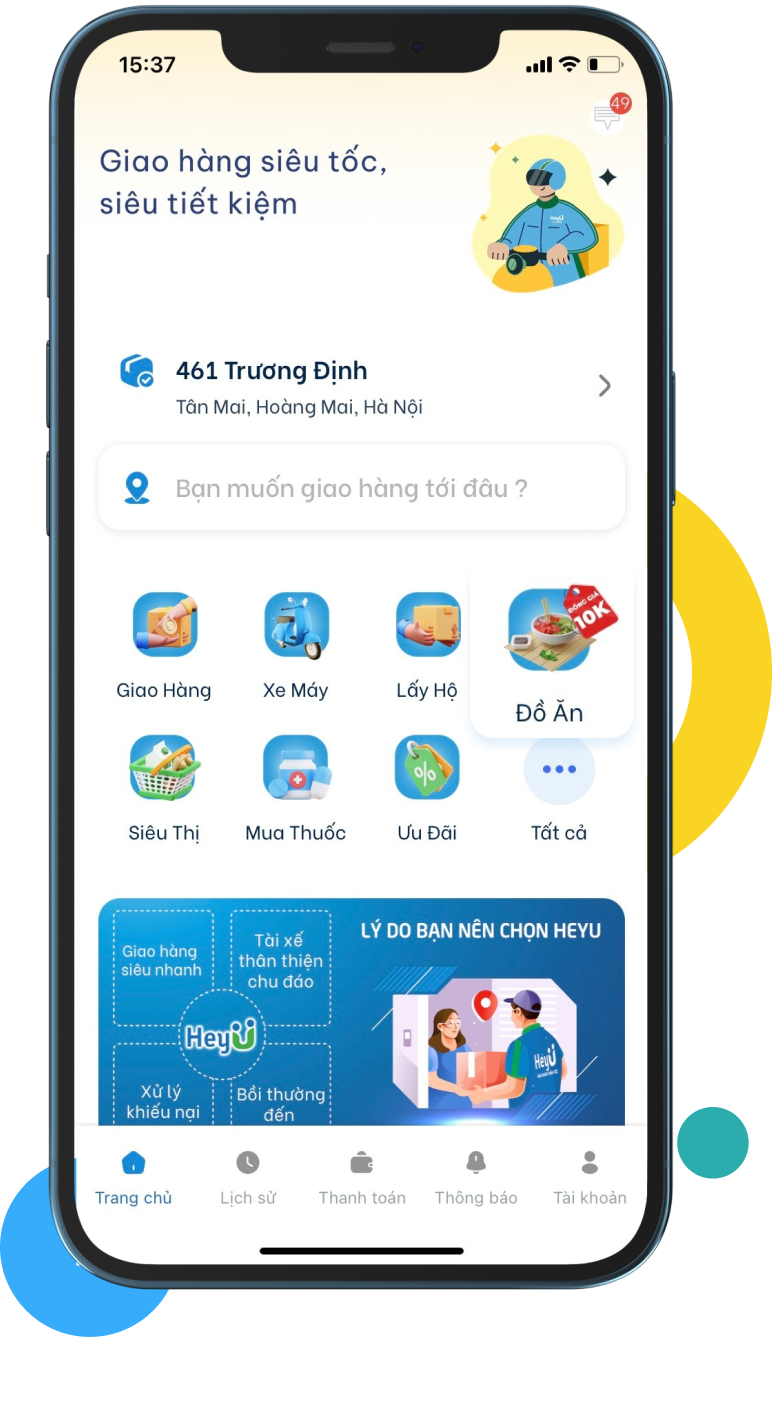 15:37
49
Giao hàng siêu tốc,
siêu tiết kiệm
HeyU
461 Trương Định
Tân Mai, Hoàng Mai, Hà Nội
Bạn muốn giao hàng tới đâu ?
ĐỒNG GIÁ
10K
Giao Hàng
Xe Máy
Lấy Hộ
Đồ Ăn
Siêu Thị
Mua Thuốc
Ưu Đãi
Tất cả
LÝ DO BẠN NÊN CHỌN HEYU
Giao hàng
siêu nhanh
Tài xế
thân thiện
chu đáo
HeyU
HeyU
Xử lý
khiếu nại
Bồi thường
đến
Trang chủ
Lịch sử
Thanh toán
Thông báo
Tài khoản